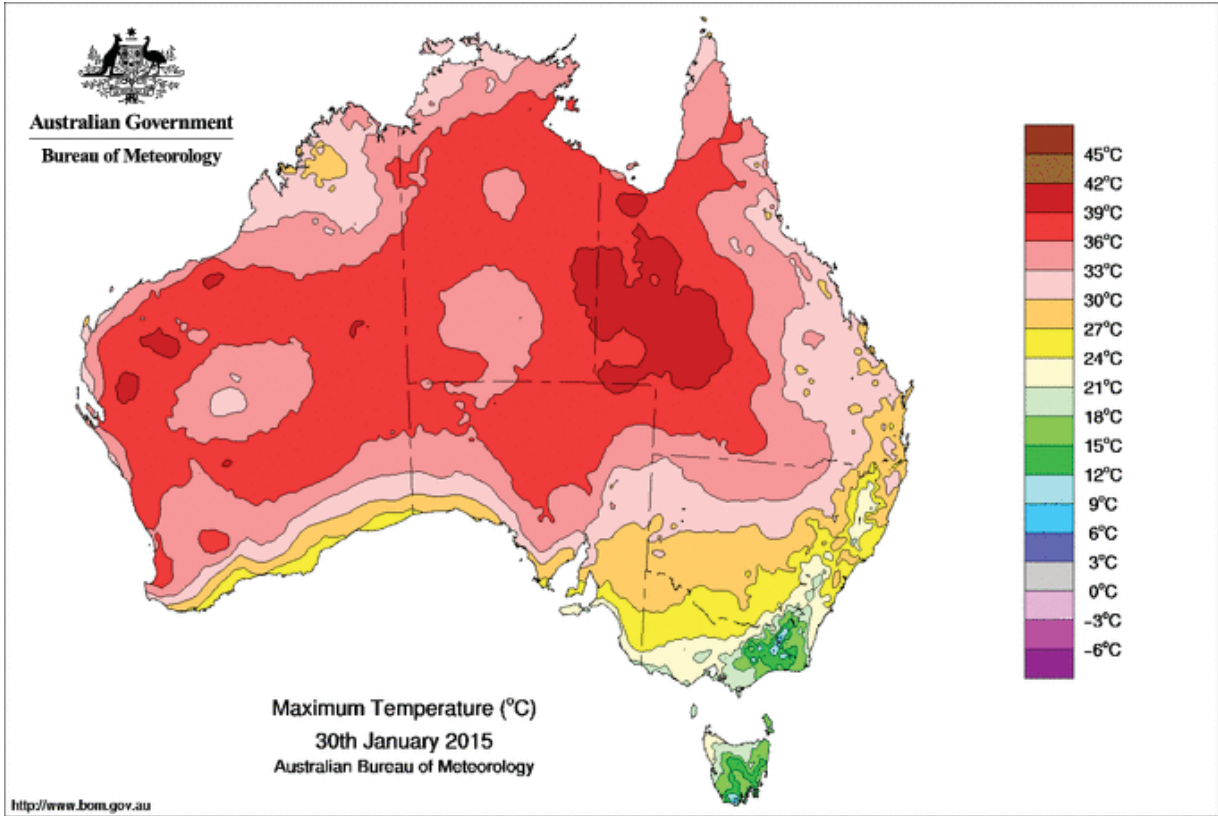 Australian Government
Bureau of Meteorology
45°C
42°C
39°C
36°C
33°C
30°C
27°C
24°C
21°C
18°C
15°C
12°C
9°C
6°C
3°C
0°C
-3°C
-6°C
Maximum Temperature (°C)
30th January 2015
Australian Bureau of Meteorology
http://www.bom.gov.au